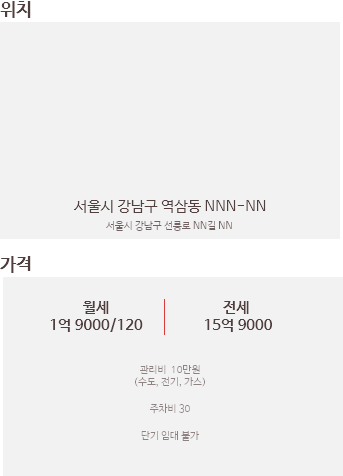 위치
서울시 강남구 역삼동 NNN-NN
서울시 강남구 선릉로 NN길 NN
가격
월세 전세
1억 9000/120 15억 9000
관리비 10만원
(수도, 전기, 가스)
주차비 30
단기 임대 불가